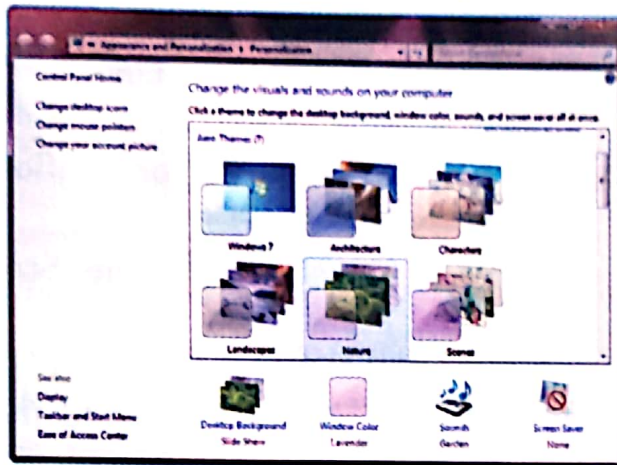 Appearance and Personalization ▸ Personalization
Control Panel Home
Change desktop icons
Change mouse pointers
Change your account picture
Change the visuals and sounds on your computer
Click a theme to change the desktop background, window color, sounds, and screen saver all at once.
Aero Themes (7)
Windows 7
Architecture
Characters
Landscapes
Nature
Scenes
See also
Display
Taskbar and Start Menu
Ease of Access Center
Desktop Background
Slide Show
Window Color
Lavender
Sounds
Garden
Screen Saver
None